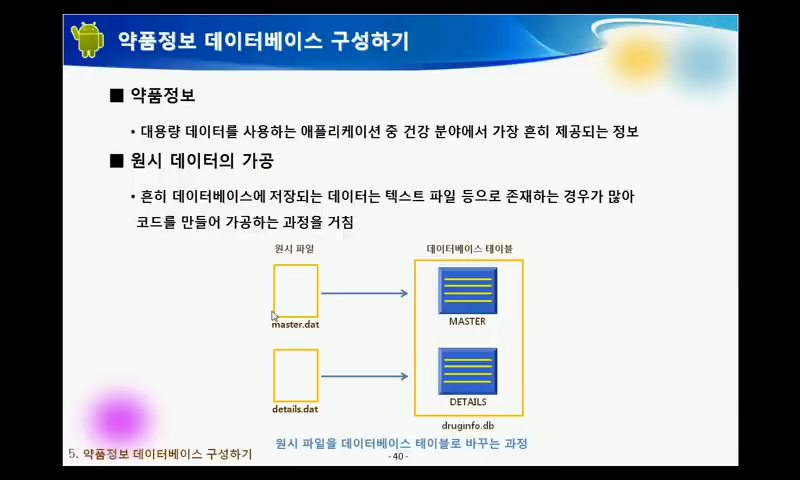 약품정보 데이터베이스 구성하기
■ 약품정보
• 대용량 데이터를 사용하는 애플리케이션 중 건강 분야에서 가장 흔히 제공되는 정보
■ 원시 데이터의 가공
• 흔히 데이터베이스에 저장되는 데이터는 텍스트 파일 등으로 존재하는 경우가 많아
코드를 만들어 가공하는 과정을 거침
원시 파일
데이터베이스 테이블
master.dat
MASTER
details.dat
DETAILS
druginfo.db
원시 파일을 데이터베이스 테이블로 바꾸는 과정
5. 약품정보 데이터베이스 구성하기
- 40 -